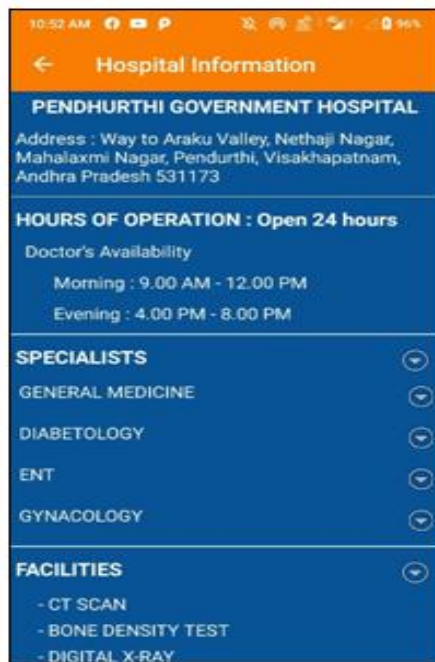 10:52 AM
96%
Hospital Information
PENDHURTHI GOVERNMENT HOSPITAL
Address : Way to Araku Valley, Nethaji Nagar,
Mahalaxmi Nagar, Pendurthi, Visakhapatnam,
Andhra Pradesh 531173
HOURS OF OPERATION : Open 24 hours
Doctor's Availability
Morning : 9.00 AM - 12.00 PM
Evening : 4.00 PM - 8.00 PM
SPECIALISTS
GENERAL MEDICINE
DIABETOLOGY
ENT
GYNACOLOGY
FACILITIES
- CT SCAN
- BONE DENSITY TEST
- DIGITAL X-RAY